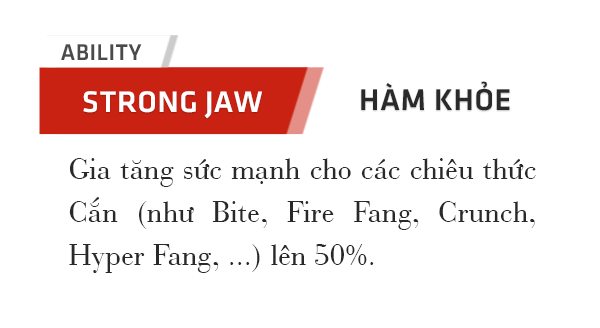 ABILITY
STRONG JAW
HÀM KHỎE
Gia tăng sức mạnh cho các chiêu thức
Cắn (như Bite, Fire Fang, Crunch,
Hyper Fang, ...) lên 50%.